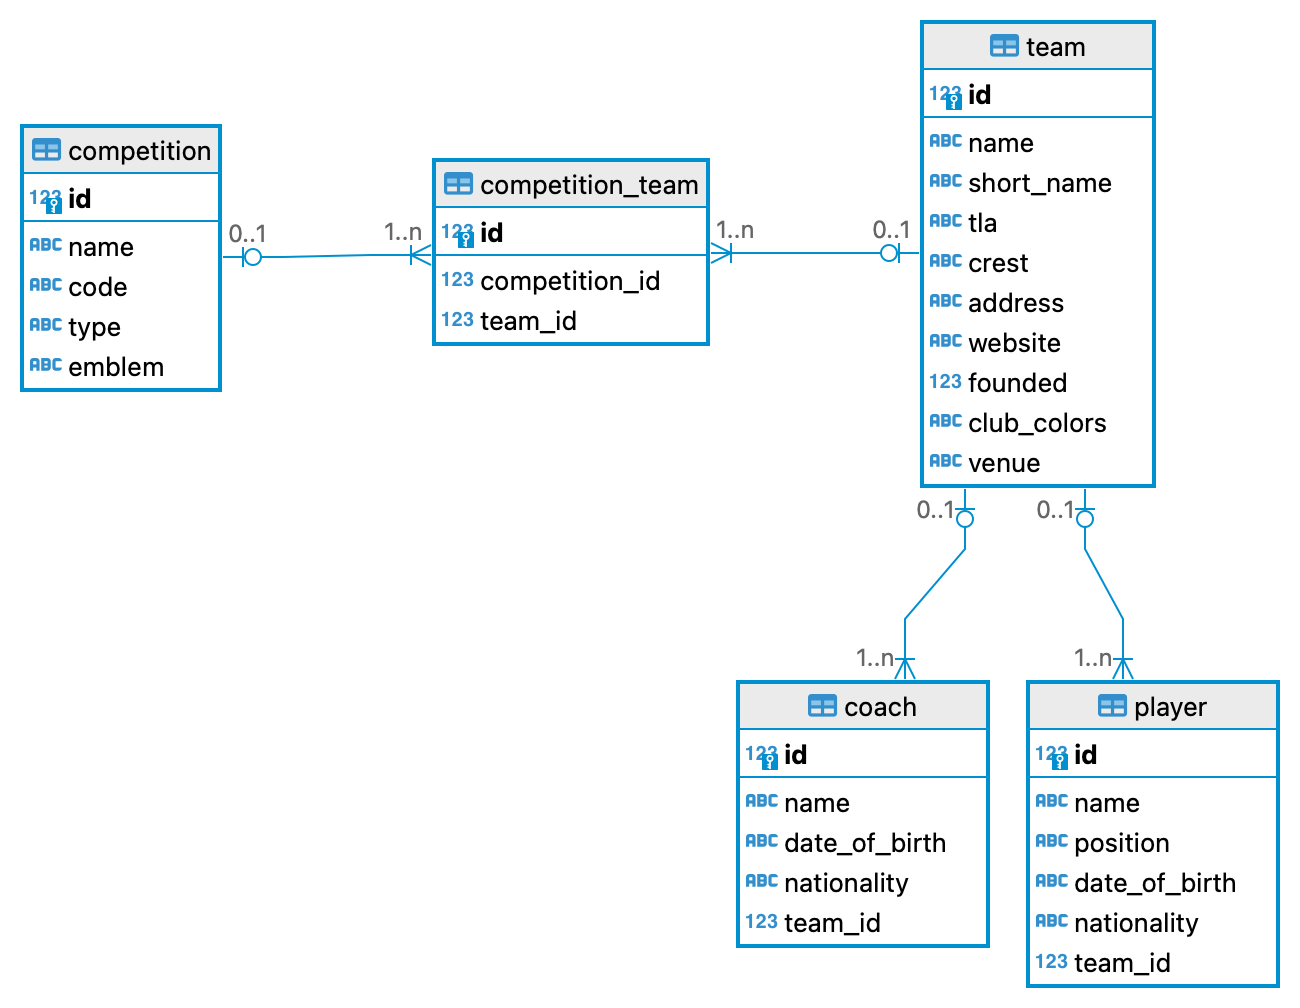 competition
123 id
ABC name
ABC code
ABC type
ABC emblem
0..1
1..n
competition_team
123 id
123 competition_id
123 team_id
1..n
0..1
team
123 id
ABC name
ABC short_name
ABC tla
ABC crest
ABC address
ABC website
123 founded
ABC club_colors
ABC venue
0..1
0..1
1..n
1..n
coach
123 id
ABC name
ABC date_of_birth
ABC nationality
123 team_id
player
123 id
ABC name
ABC position
ABC date_of_birth
ABC nationality
123 team_id